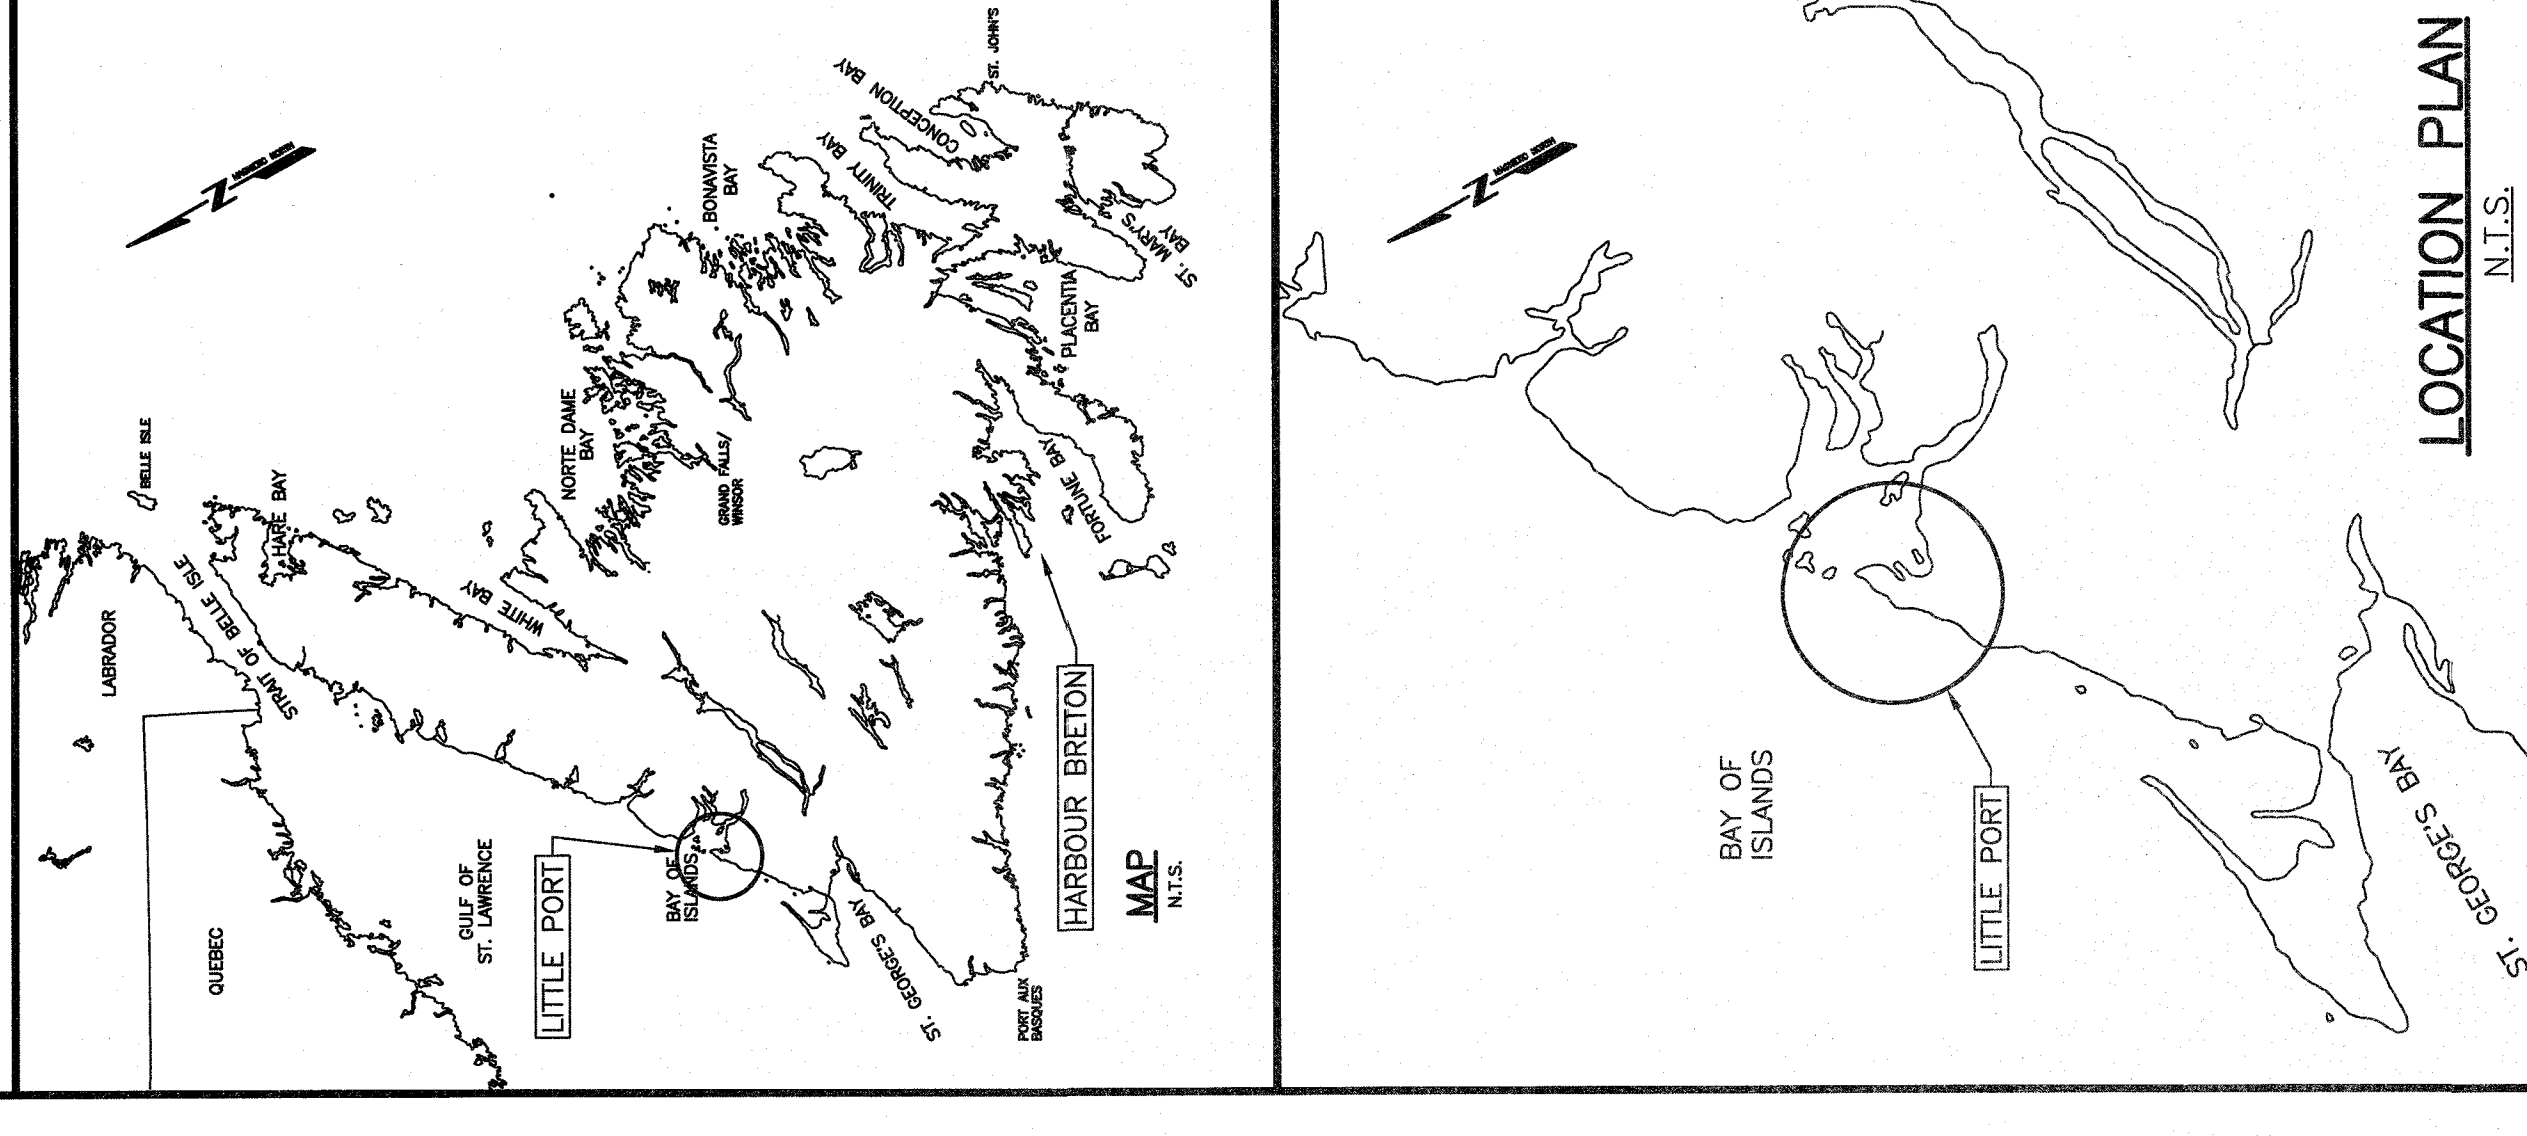 LABRADOR
QUEBEC
BELLE ISLE
STRAIT OF BELLE ISLE
HARE BAY
WHITE BAY
NORTE DAME
BAY
GRAND FALLS/
WINSOR
BONAVISTA
BAY
TRINITY BAY
CONCEPTION BAY
ST. JOHN'S
ST. MARY'S
BAY
PLACENTIA
BAY
FORTUNE BAY
GULF OF
ST. LAWRENCE
LITTLE PORT
BAY OF
ISLANDS
ST. GEORGE'S BAY
PORT AUX
BASQUES
HARBOUR BRETON
MAP
N.T.S.
N
BAY OF
ISLANDS
LITTLE PORT
ST. GEORGE'S BAY
N
LOCATION PLAN
N.T.S.